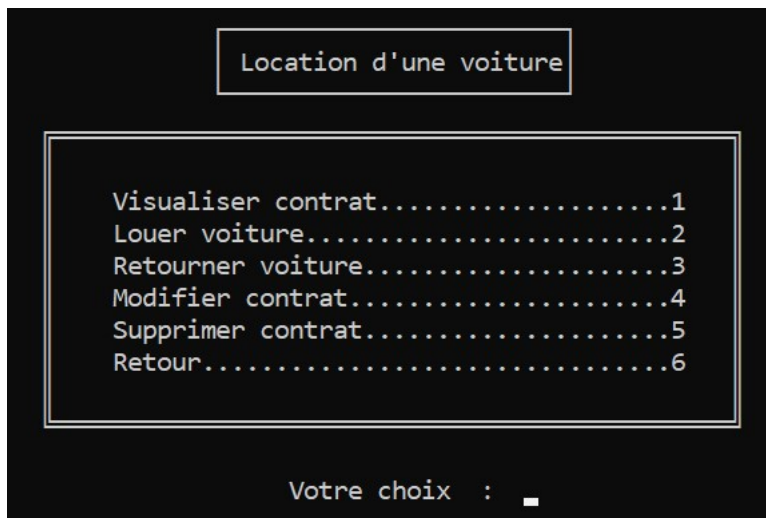 Location d'une voiture
Visualiser contrat....................1
Louer voiture.........................2
Retourner voiture.....................3
Modifier contrat......................4
Supprimer contrat.....................5
Retour................................6
Votre choix :